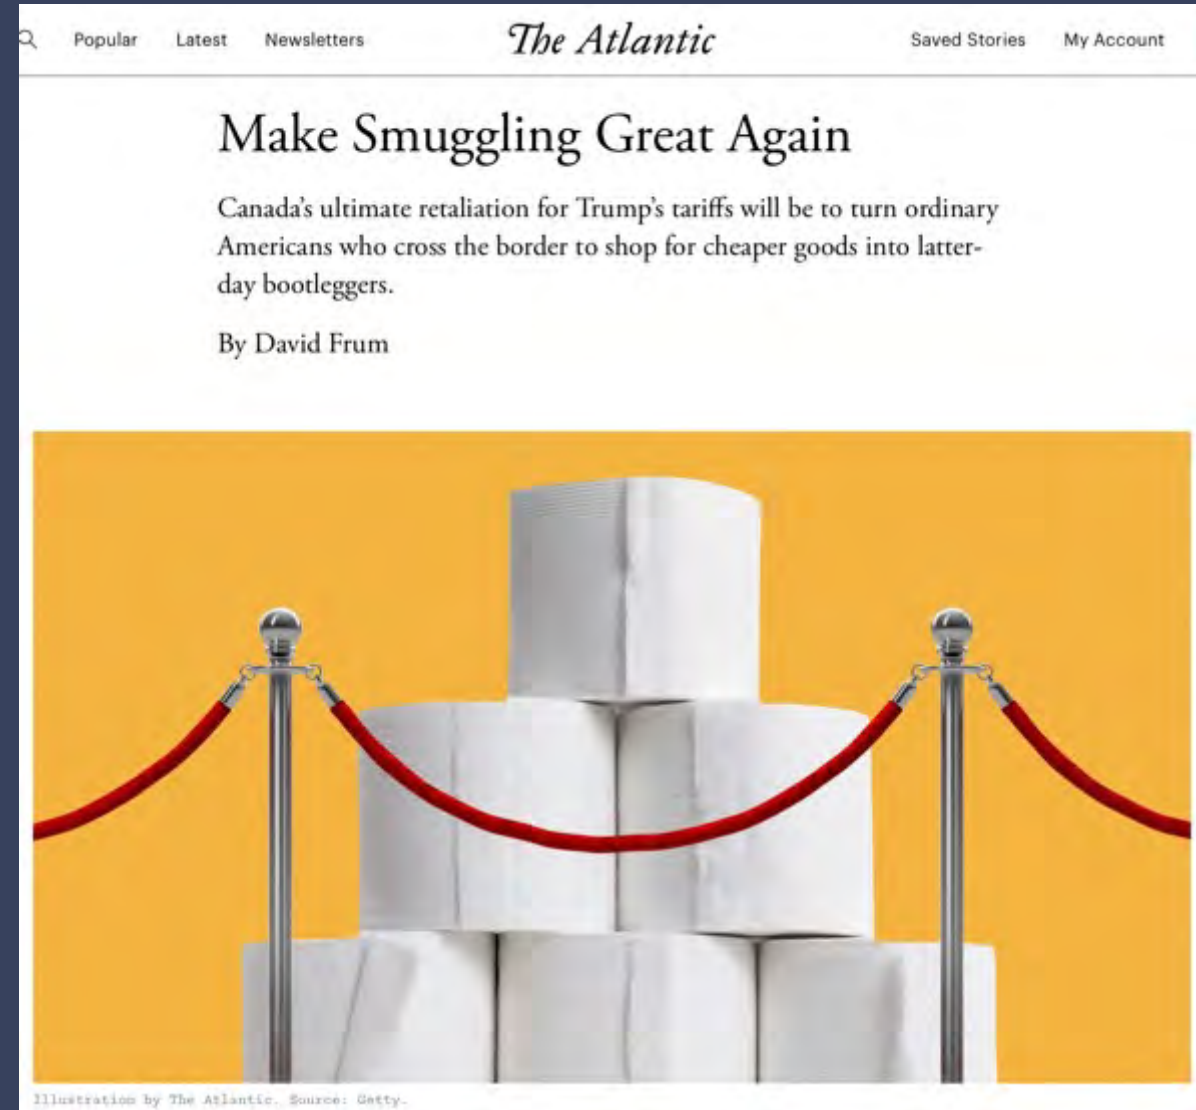 Popular Latest Newsletters The Atlantic Saved Stories My Account
Make Smuggling Great Again
Canada's ultimate retaliation for Trump's tariffs will be to turn ordinary
Americans who cross the border to shop for cheaper goods into latter-
day bootleggers.
By David Frum
Illustration by The Atlantic. Source: Getty.